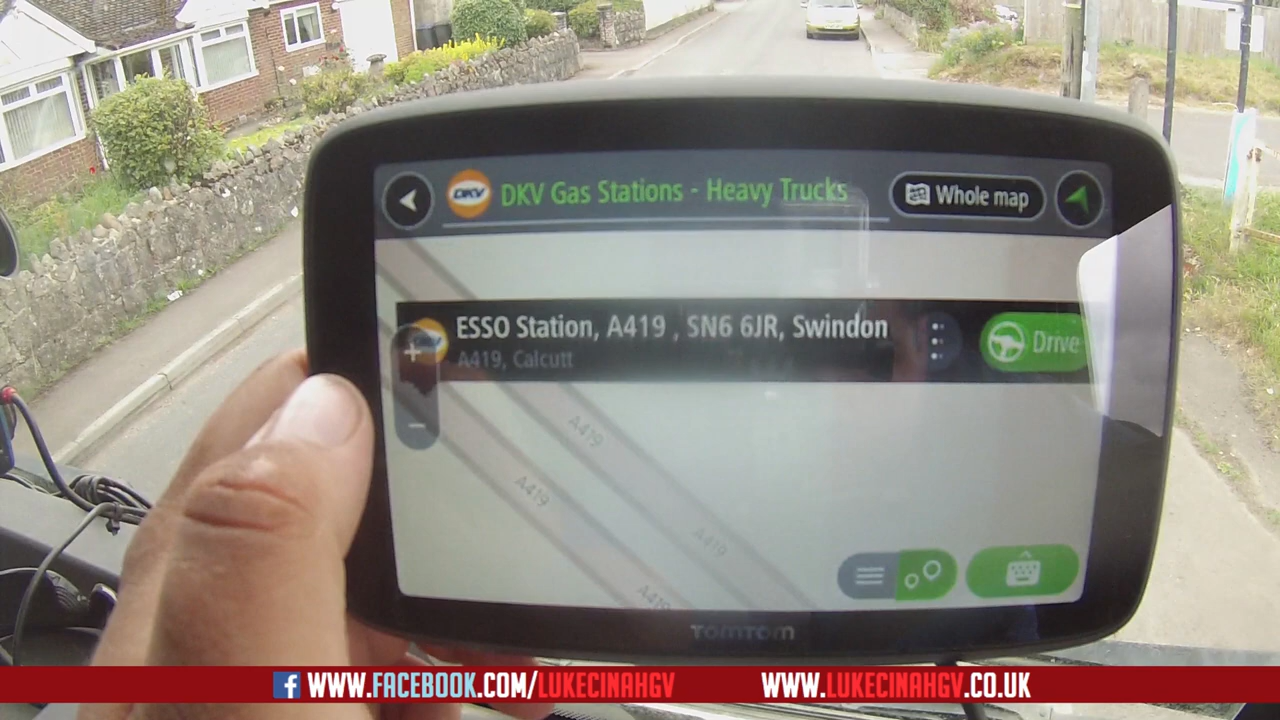 DKV
DKV Gas Stations - Heavy Trucks
Whole map
ESSO Station, A419 , SN6 6JR, Swindon
A419, Calcutt
Drive
+
−
A419
A419
A419
A419
TOMTOM
f WWW.FACEBOOK.COM/LUKECINAHGV
WWW.LUKECINAHGV.CO.UK